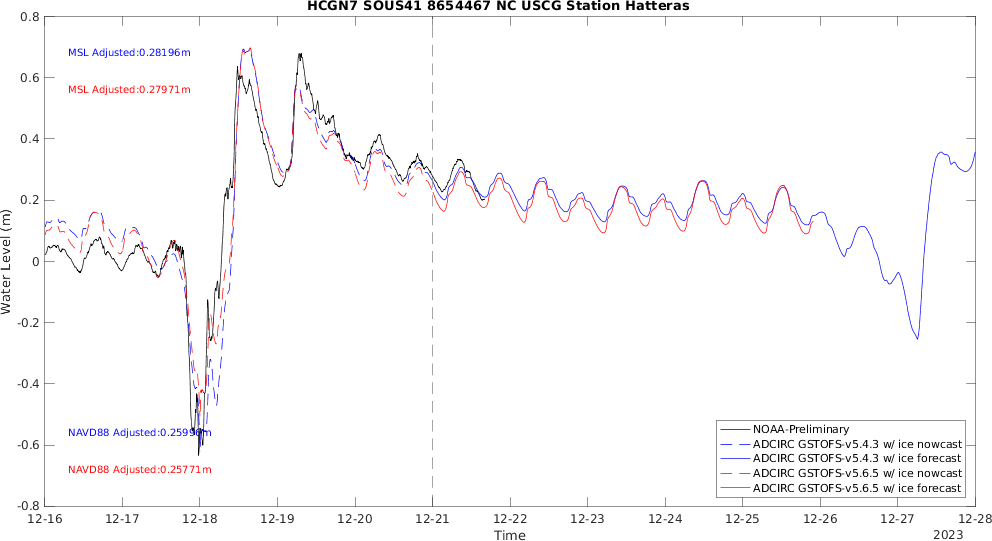 HCGN7 SOUS41 8654467 NC USCG Station Hatteras
0.8
MSL Adjusted:0.28196m
0.6
MSL Adjusted:0.27971m
0.4
0.2
0
-0.2
-0.4
-0.6
-0.8
Water Level (m)
NAVD88 Adjusted:0.25996m
NAVD88 Adjusted:0.25771m
NOAA-Preliminary
ADCIRC GSTOFS-v5.4.3 w/ ice nowcast
ADCIRC GSTOFS-v5.4.3 w/ ice forecast
ADCIRC GSTOFS-v5.6.5 w/ ice nowcast
ADCIRC GSTOFS-v5.6.5 w/ ice forecast
12-16 12-17 12-18 12-19 12-20 12-21 12-22 12-23 12-24 12-25 12-26 12-27 12-28
Time
2023